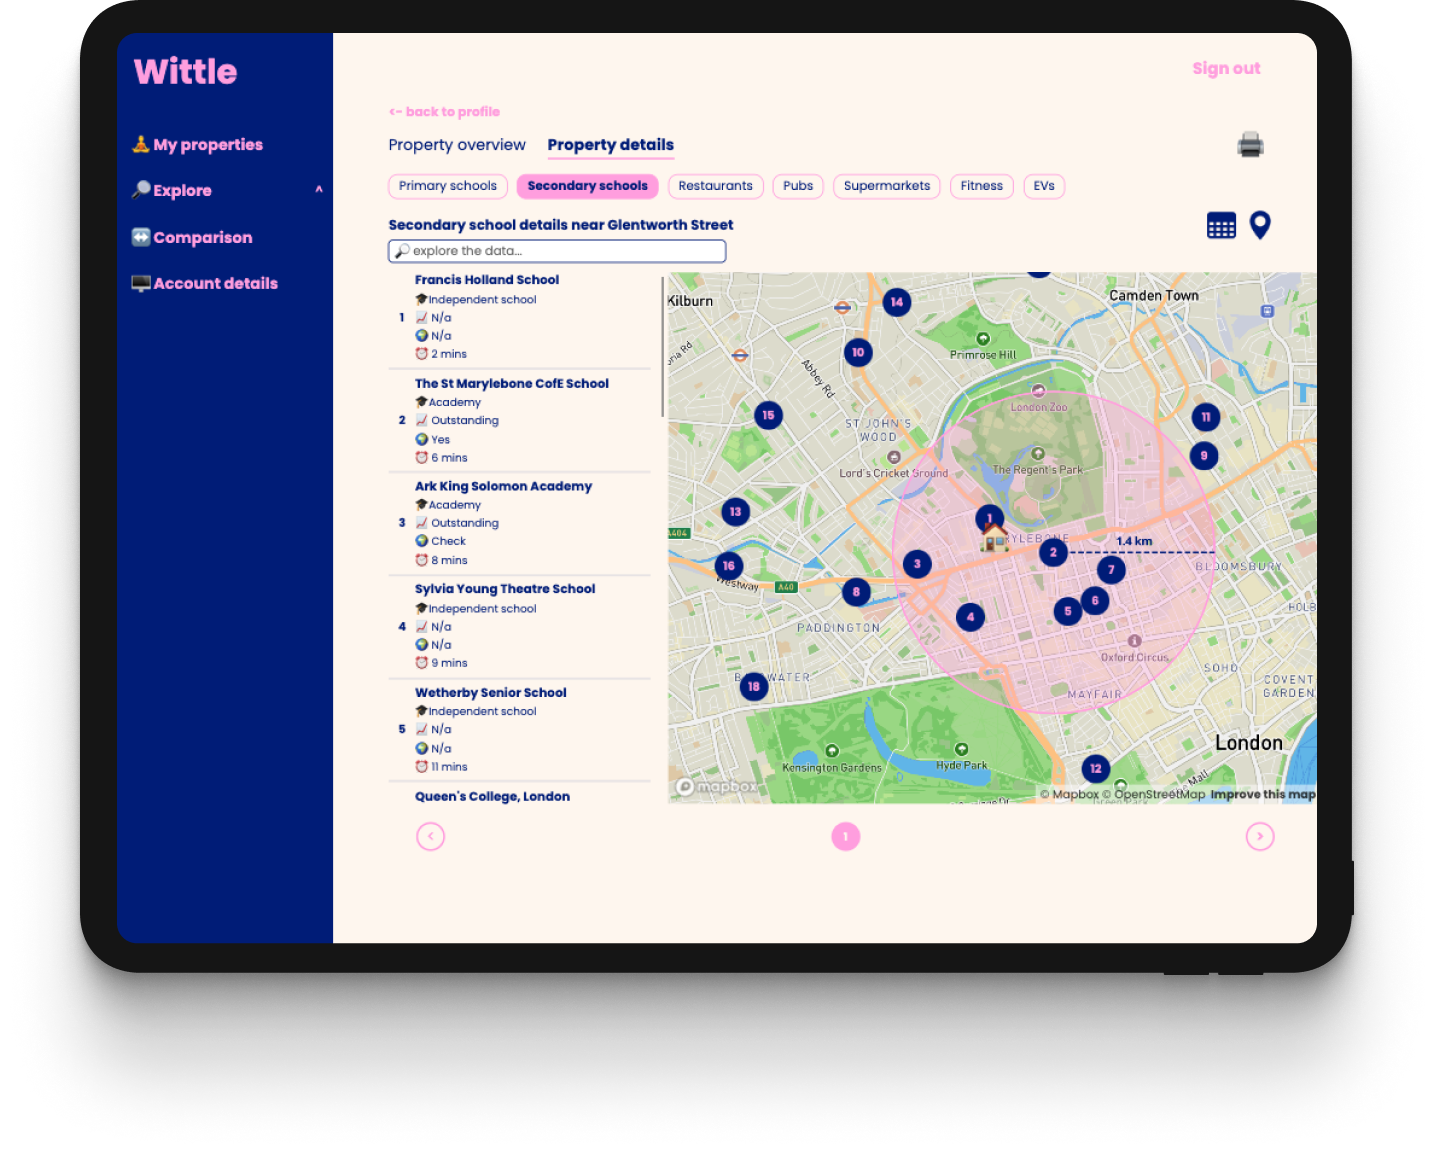 Wittle
Sign out
My properties
Explore
^
Comparison
Account details
<- back to profile
Property overview
Property details
Primary schools
Secondary schools
Restaurants
Pubs
Supermarkets
Fitness
EVs
Secondary school details near Glentworth Street
explore the data...
Francis Holland School
Independent school
1
N/a
N/a
2 mins
The St Marylebone CofE School
Academy
2
Outstanding
Yes
6 mins
Ark King Solomon Academy
Academy
3
Outstanding
Check
8 mins
Sylvia Young Theatre School
Independent school
4
N/a
N/a
9 mins
Wetherby Senior School
Independent school
5
N/a
N/a
11 mins
Queen's College, London
Kilburn
14
Camden Town
10
Primrose Hill
Abbey Rd
London Zoo
15
ST JOHN'S
WOOD
11
9
Lord's Cricket Ground
The Regent's Park
13
1
A404
YLEBONE
1.4 km
2
16
3
7
BLOOMSBURY
Westway
A40
8
6
5
4
HOLB
PADDINGTON
Oxford Circus
SOHO
B
WATER
18
MAYFAIR
COVENT
GARDEN
London
Kensington Gardens
Hyde Park
12
The Mall
Green Park
mapbox
© Mapbox © OpenStreetMap Improve this map
<
1
>